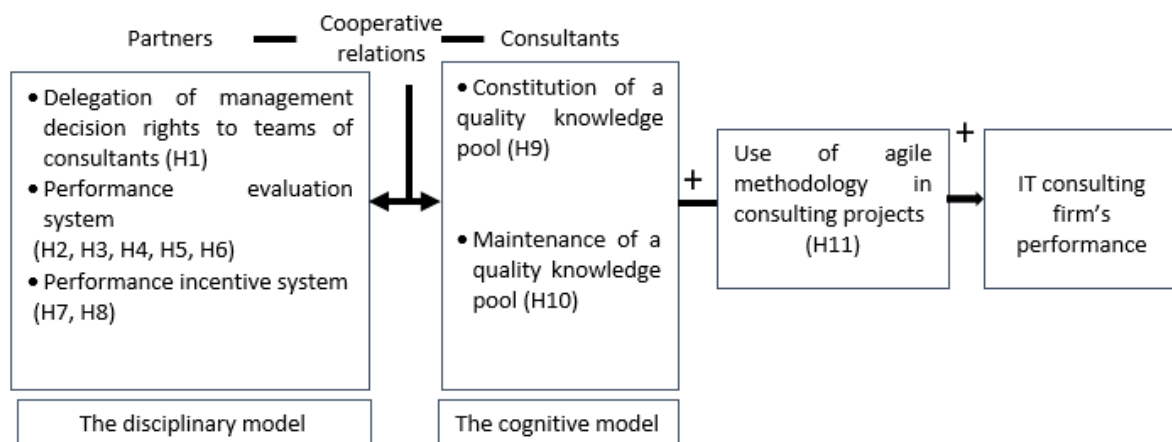 Partners
Cooperative
relations
Consultants
• Delegation of management
decision rights to teams of
consultants (H1)
• Performance evaluation
system
(H2, H3, H4, H5, H6)
• Performance incentive system
(H7, H8)
The disciplinary model
• Constitution of a
quality knowledge
pool (H9)
• Maintenance of a
quality knowledge
pool (H10)
The cognitive model
+
Use of agile
methodology in
consulting projects
(H11)
+
IT consulting
firm's
performance